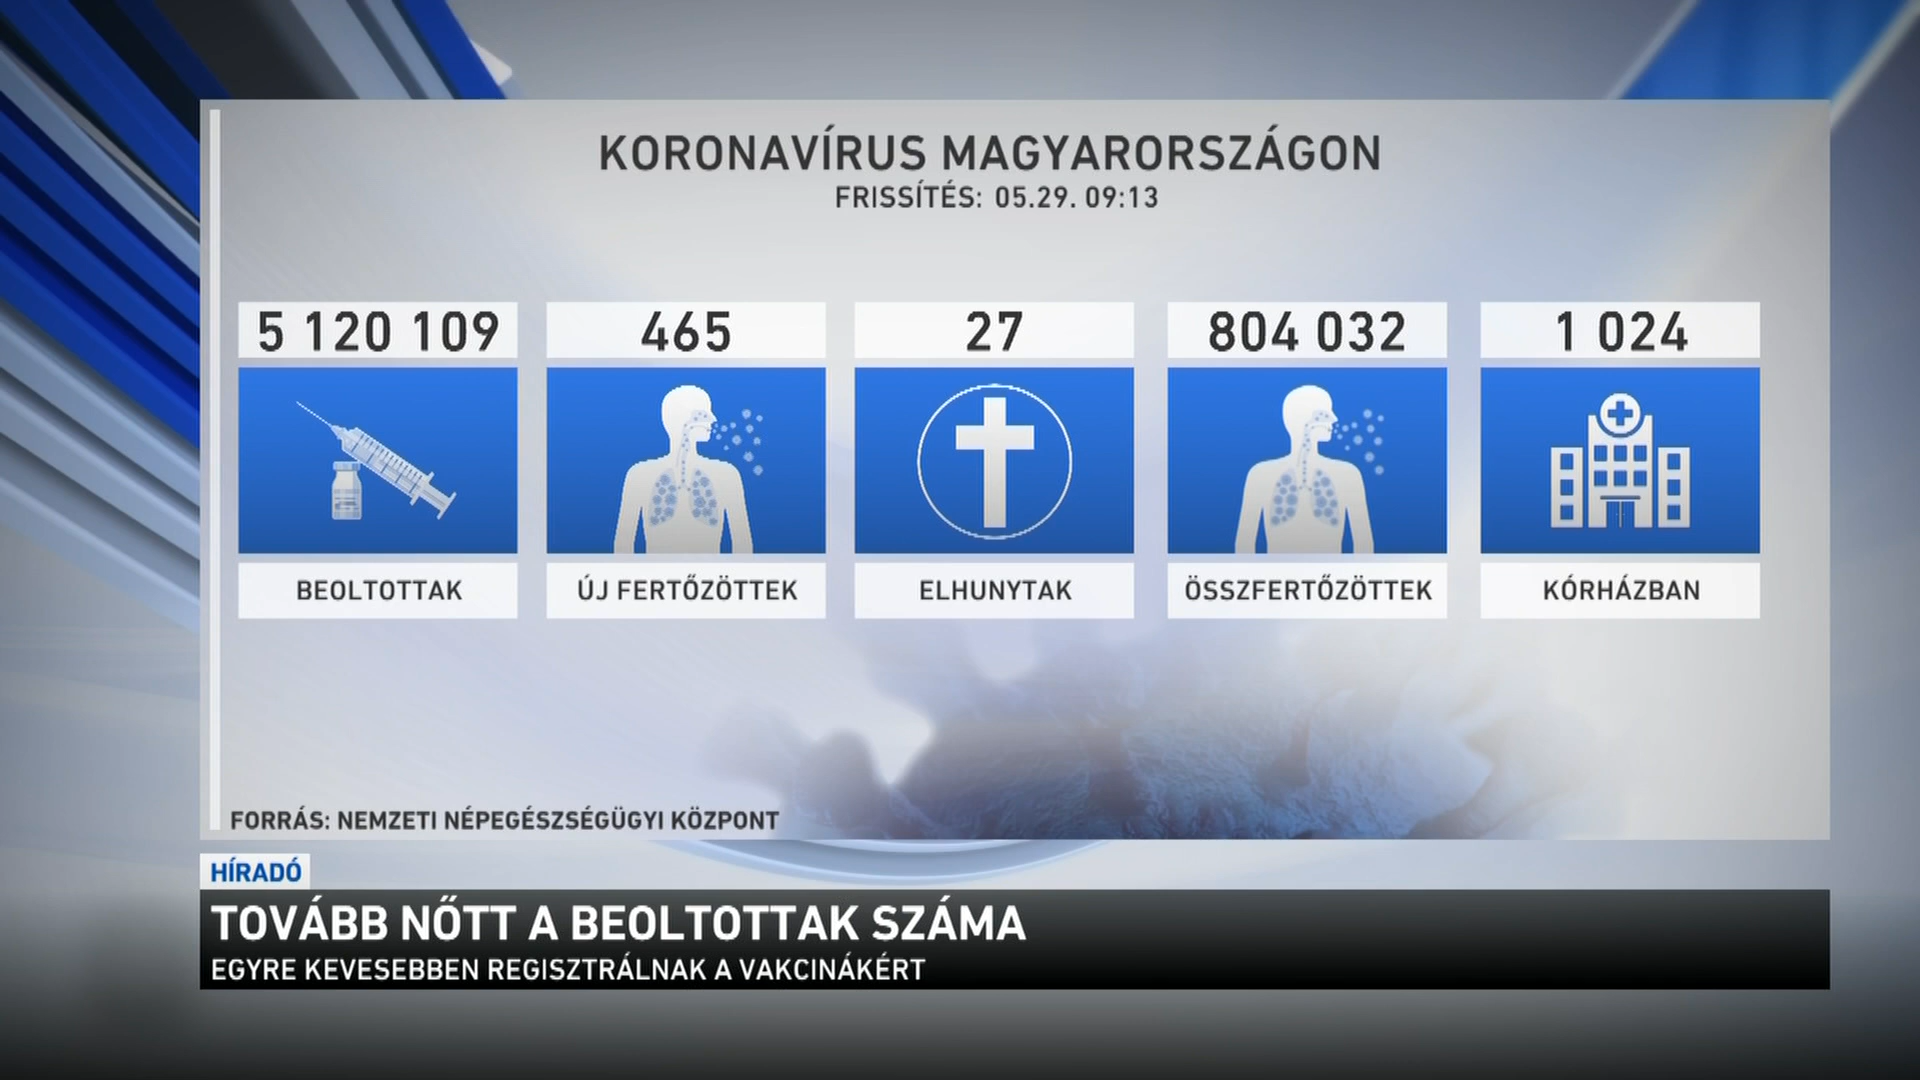 KORONAVÍRUS MAGYARORSZÁGON
FRISSÍTÉS: 05.29. 09:13
5 120 109
465
27
804 032
1 024
BEOLTOTTAK
ÚJ FERTŐZÖTTEK
ELHUNYTAK
ÖSSZFERTŐZÖTTEK
KÓRHÁZBAN
FORRÁS: NEMZETI NÉPEGÉSZSÉGÜGYI KÖZPONT
HÍRADÓ
TOVÁBB NŐTT A BEOLTOTTAK SZÁMA
EGYRE KEVESEBBEN REGISZTRÁLNAK A VAKCINÁKÉRT